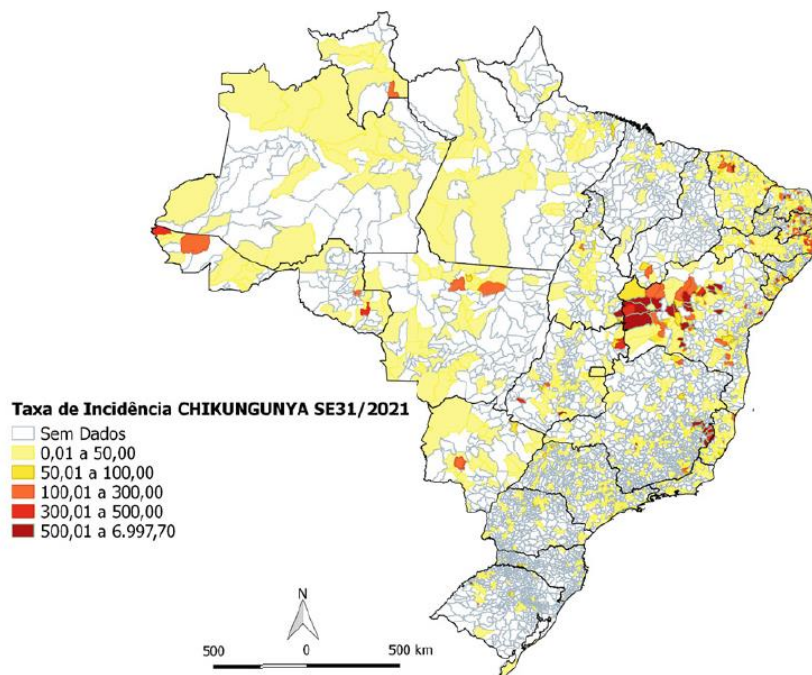 Taxa de Incidência CHIKUNGUNYA SE31/2021
Sem Dados
0,01 a 50,00
50,01 a 100,00
100,01 a 300,00
300,01 a 500,00
500,01 a 6.997,70
N
500 0 500 km